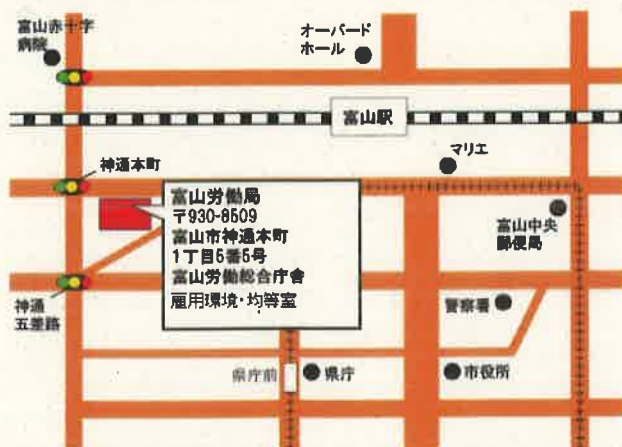 富山赤十字
病院
オーバード
ホール
富山駅
マリエ
神通本町
富山労働局
〒930-8509
富山市神通本町
1丁目5番5号
富山労働総合庁舎
雇用環境・均等室
富山中央
郵便局
神通
五差路
警察署
県庁前
県庁
市役所